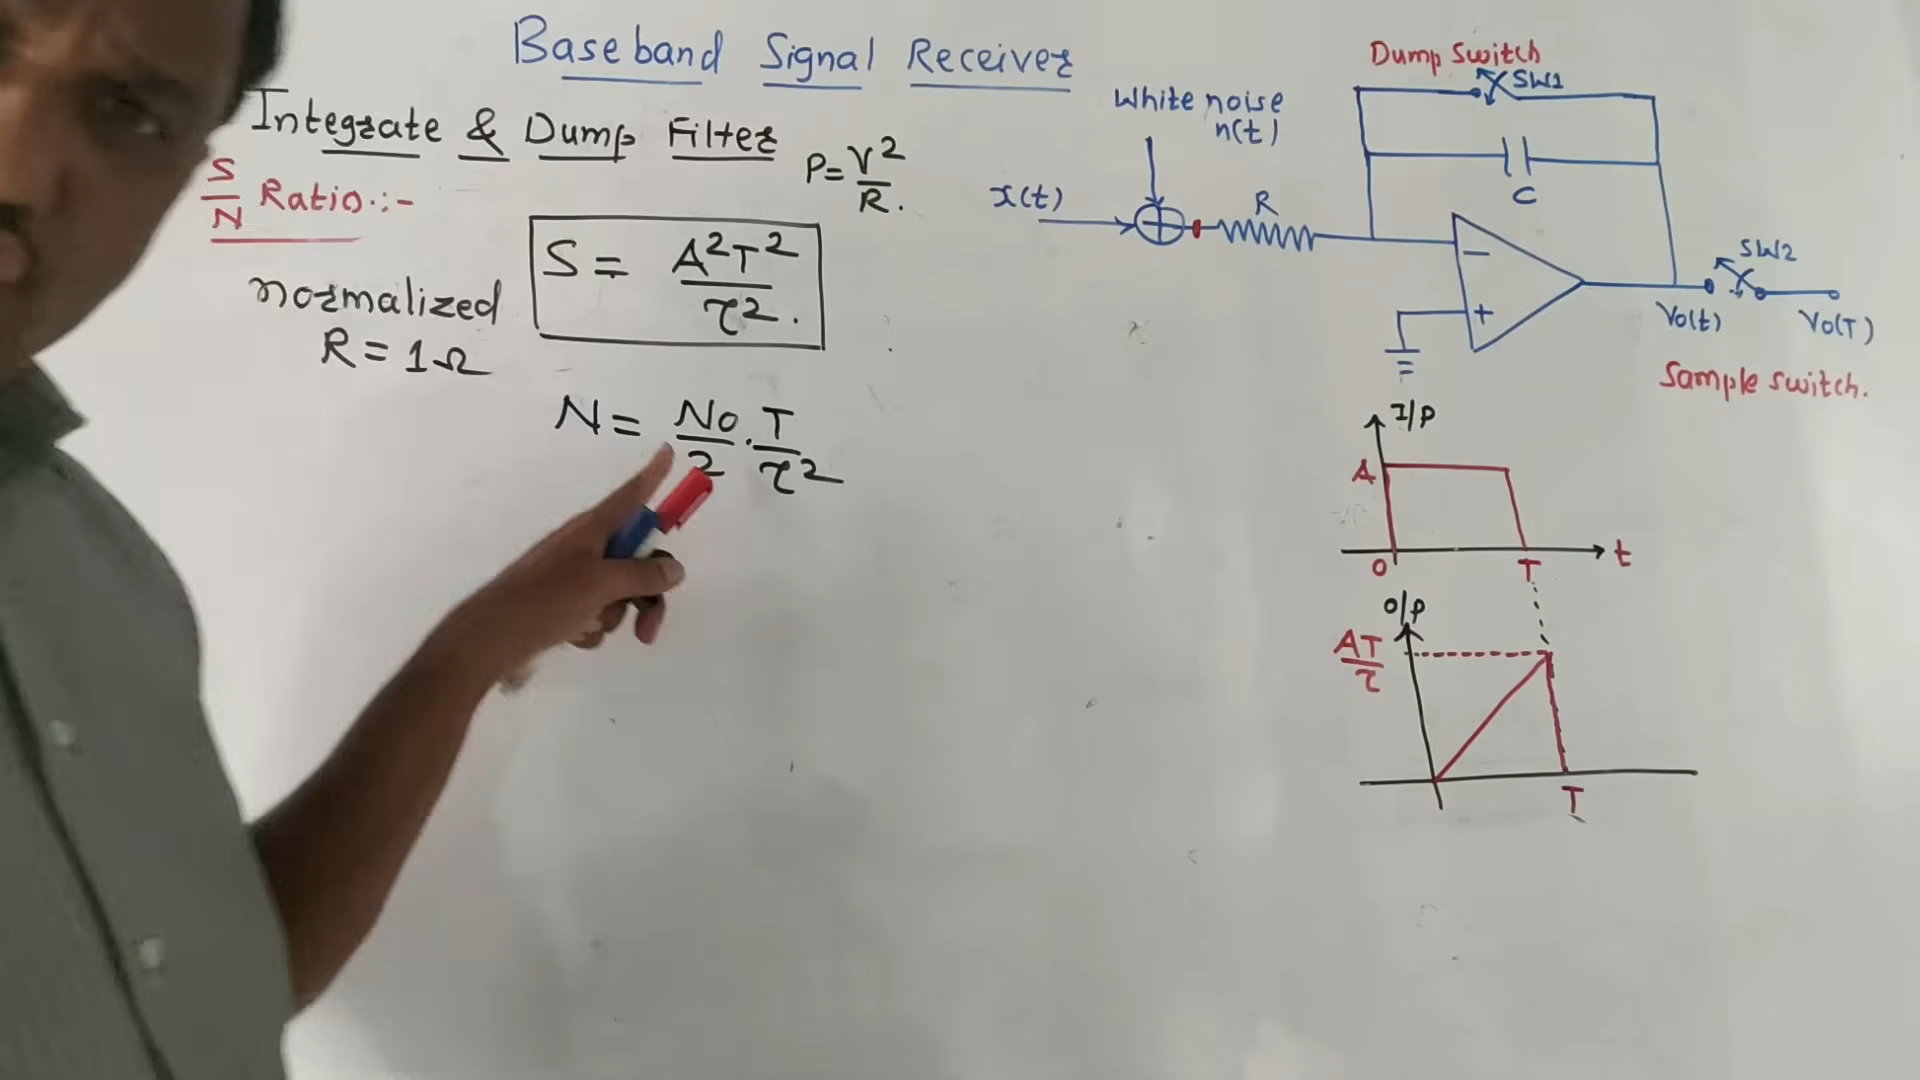 Baseband Signal Receiver
Integrate & Dump Filter
S/N Ratio :-
P = V²/R.
S = A²T²/τ².
normalized
R = 1Ω
N = No/2 · T/τ²
Dump Switch
SW1
White noise
n(t)
x(t)
R
C
−
+
SW2
Vo(t)
Vo(T)
Sample switch.
I/P
A
t
0
T
O/P
AT/τ
T